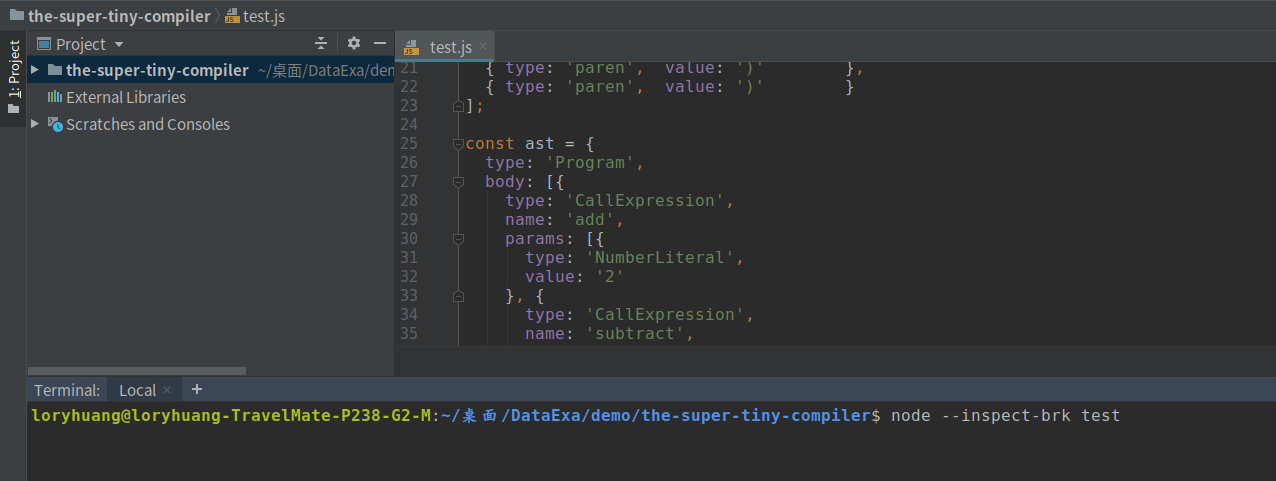 the-super-tiny-compiler 〉 test.js
1: Project
Project
the-super-tiny-compiler ~/桌面/DataExa/dem
External Libraries
Scratches and Consoles
test.js
21 { type: 'paren', value: ')' },
22 { type: 'paren', value: ')' }
23 ];
24
25 const ast = {
26 type: 'Program',
27 body: [{
28 type: 'CallExpression',
29 name: 'add',
30 params: [{
31 type: 'NumberLiteral',
32 value: '2'
33 }, {
34 type: 'CallExpression',
35 name: 'subtract',
Terminal: Local × +
loryhuang@loryhuang-TravelMate-P238-G2-M:~/桌面/DataExa/demo/the-super-tiny-compiler$ node --inspect-brk test